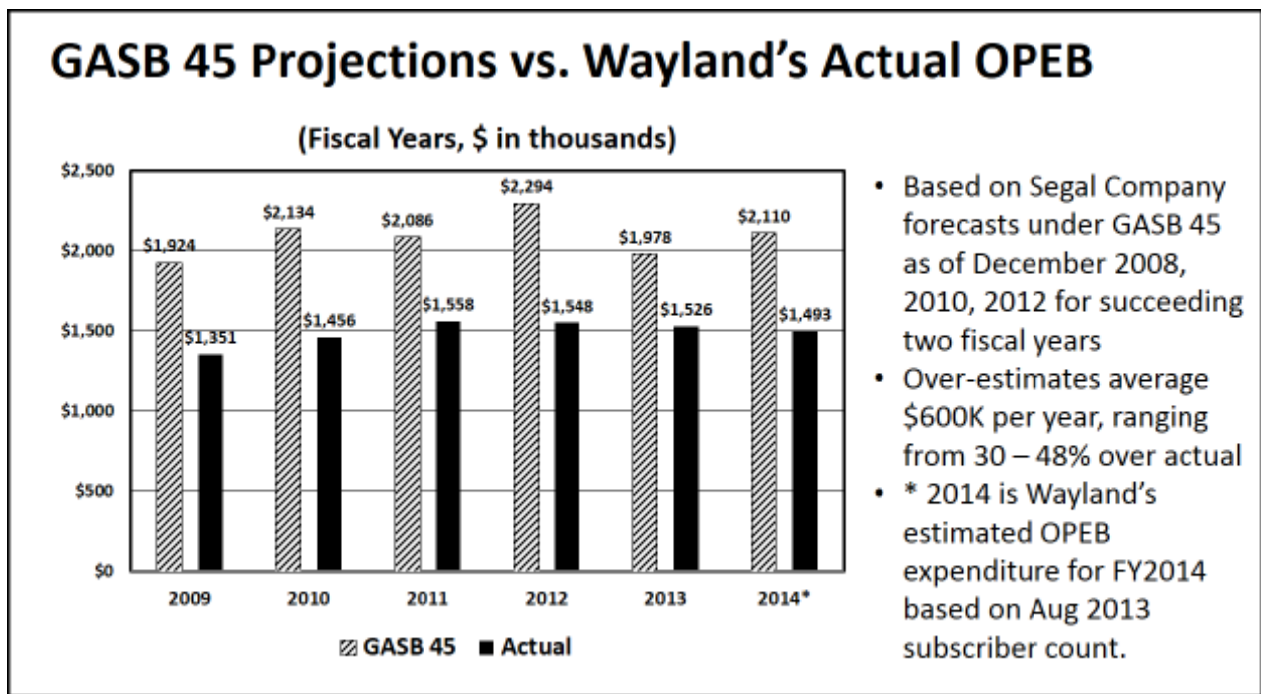 GASB 45 Projections vs. Wayland's Actual OPEB
(Fiscal Years, $ in thousands)
$2,500
$2,000
$1,500
$1,000
$500
$0
$1,924
$1,351
$2,134
$1,456
$2,086
$1,558
$2,294
$1,548
$1,978
$1,526
$2,110
$1,493
2009
2010
2011
2012
2013
2014*
GASB 45
Actual
• Based on Segal Company
forecasts under GASB 45
as of December 2008,
2010, 2012 for succeeding
two fiscal years
• Over-estimates average
$600K per year, ranging
from 30 – 48% over actual
• * 2014 is Wayland's
estimated OPEB
expenditure for FY2014
based on Aug 2013
subscriber count.